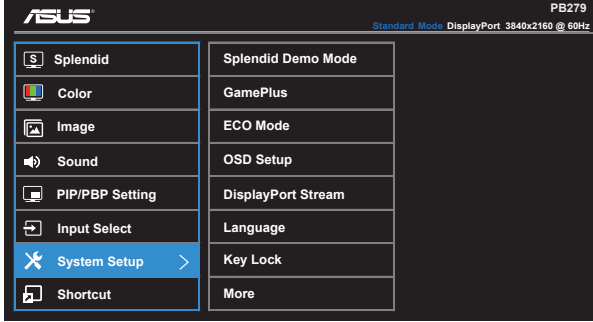 ASUS
PB279
Standard Mode DisplayPort 3840x2160 @ 60Hz
S Splendid
Color
Image
Sound
PIP/PBP Setting
Input Select
System Setup >
Shortcut
Splendid Demo Mode
GamePlus
ECO Mode
OSD Setup
DisplayPort Stream
Language
Key Lock
More